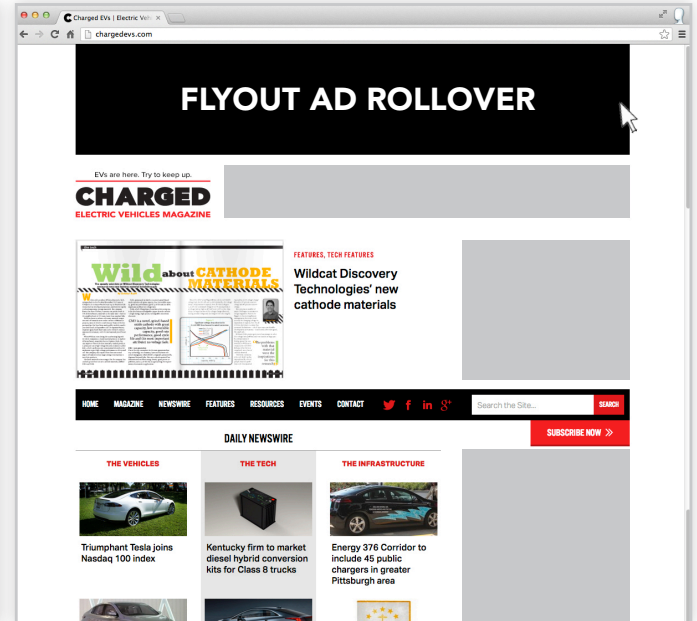 Charged EVs | Electric Veh
chargedevs.com
FLYOUT AD ROLLOVER
EVs are here. Try to keep up.
CHARGED
ELECTRIC VEHICLES MAGAZINE
Wild about CATHODE
MATERIALS
FEATURES, TECH FEATURES
Wildcat Discovery
Technologies' new
cathode materials
HOME MAGAZINE NEWSWIRE FEATURES RESOURCES EVENTS CONTACT
Search the Site...
SEARCH
SUBSCRIBE NOW
DAILY NEWSWIRE
THE VEHICLES
Triumphant Tesla joins
Nasdaq 100 index
THE TECH
Kentucky firm to market
diesel hybrid conversion
kits for Class 8 trucks
THE INFRASTRUCTURE
Energy 376 Corridor to
include 45 public
chargers in greater
Pittsburgh area